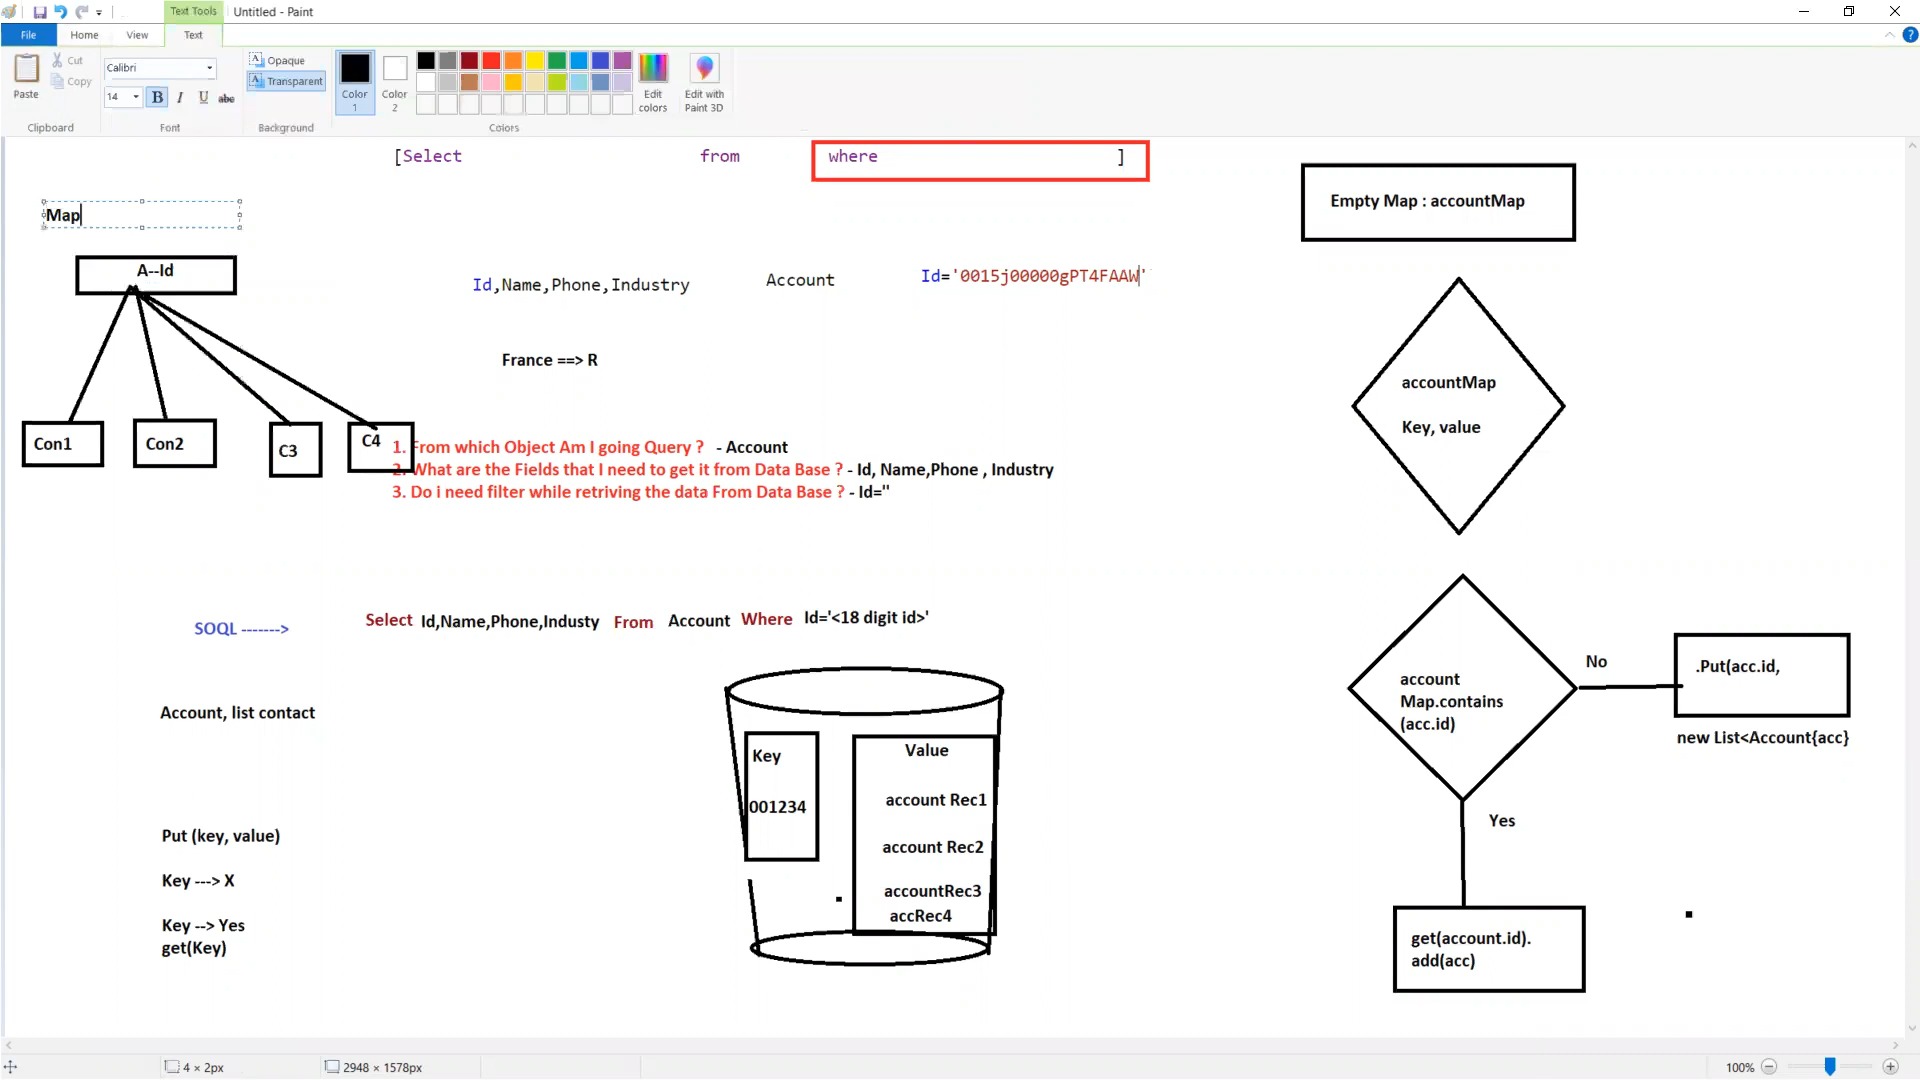 Text Tools
Untitled - Paint
File
Home
View
Text
Paste
Cut
Copy
Clipboard
Calibri
14
B
I
U
abc
Font
Opaque
Transparent
Background
Color
1
Color
2
Edit
colors
Edit with
Paint 3D
Colors
[Select from where ]
Map
A--Id
Con1
Con2
C3
C4
Id,Name,Phone,Industry
Account
Id='0015j00000gPT4FAAW'
France ==> R
1. From which Object Am I going Query ? - Account
2. What are the Fields that I need to get it from Data Base ? - Id, Name,Phone , Industry
3. Do i need filter while retriving the data From Data Base ? - Id=''
SOQL ------->
Select Id,Name,Phone,Industy From Account Where Id='<18 digit id>'
Account, list contact
Put (key, value)
Key ---> X
Key --> Yes
get(Key)
Key
001234
Value
account Rec1
account Rec2
accountRec3
accRec4
Empty Map : accountMap
accountMap
Key, value
account
Map.contains
(acc.id)
No
.Put(acc.id,
new List<Account{acc}
Yes
get(account.id).
add(acc)
4 × 2px
2948 × 1578px
100%